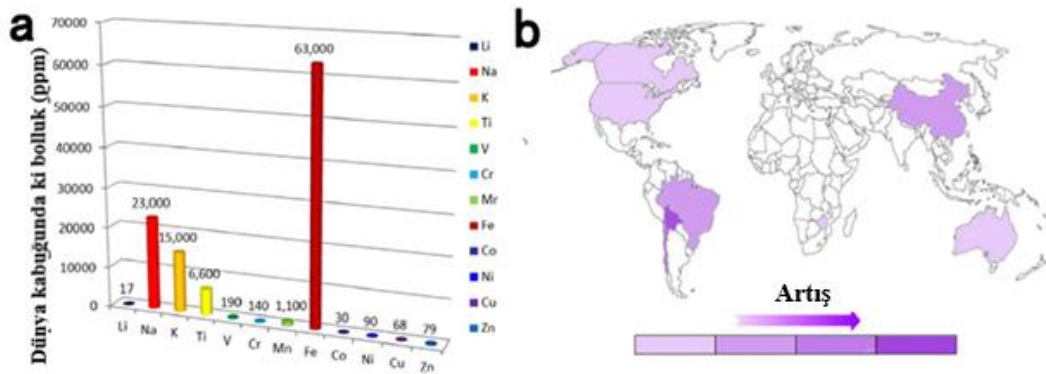 a
Dünya kabuğunda ki bolluk (ppm)
70000
60000
50000
40000
30000
20000
10000
0
17
23,000
15,000
6,600
190
140
1,100
63,000
30
90
68
79
Li
Na
K
Ti
V
Cr
Mn
Fe
Co
Ni
Cu
Zn
Li
Na
K
Ti
V
Cr
Mr
Fe
Co
Ni
Cu
Zn
b
Artış